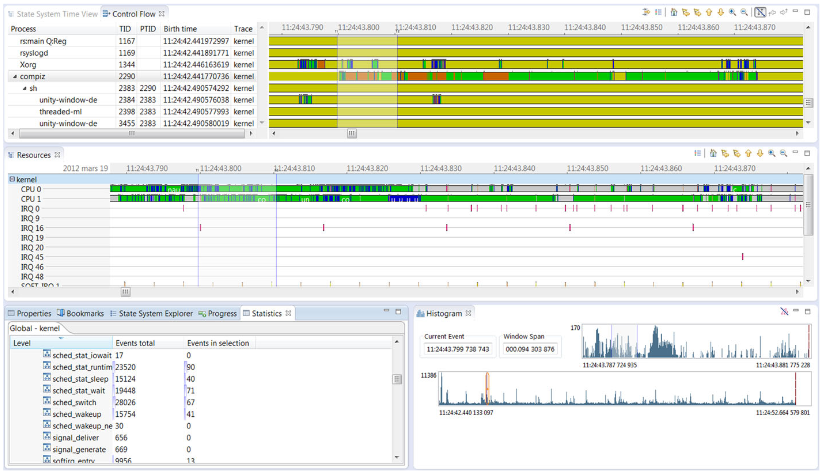 State System Time View Control Flow
Process TID PTID Birth time Trace
11:24:43.790 11:24:43.800 11:24:43.810 11:24:43.820 11:24:43.830 11:24:43.840 11:24:43.850 11:24:43.860 11:24:43.870
rs:main Q:Reg 1167 11:24:42.441972997 kernel
rsyslogd 1169 11:24:42.441891771 kernel
Xorg 1344 11:24:42.446163619 kernel
compiz 2290 11:24:42.441770736 kernel
sh 2383 2290 11:24:42.490574292 kernel
unity-window-de 2384 2383 11:24:42.490576038 kernel
threaded-ml 2398 2383 11:24:42.490577993 kernel
unity-window-de 3455 2383 11:24:42.490580019 kernel
Resources
2012 mars 19 11:24:43.790 11:24:43.800 11:24:43.810 11:24:43.820 11:24:43.830 11:24:43.840 11:24:43.850 11:24:43.860 11:24:43.870
kernel
CPU 0
CPU 1
IRQ 0
IRQ 9
IRQ 16
IRQ 19
IRQ 20
IRQ 45
IRQ 46
IRQ 48
SOFT_IRQ 1
Properties Bookmarks State System Explorer Progress Statistics
Global - kernel
Level Events total Events in selection
sched_stat_iowait 17 0
sched_stat_runtim 23520 90
sched_stat_sleep 15124 40
sched_stat_wait 19448 71
sched_switch 28026 67
sched_wakeup 15754 54
sched_wakeup_ne 30 0
signal_deliver 656 0
signal_generate 669 0
softirq_entry 9956 13
Histogram
Current Event Window Span
11:24:43.799 738 743 000.094 303 876
170
11:24:43.787 724 935 11:24:43.881 775 228
11386
11:24:42.440 133 097 11:24:52.664 579 801